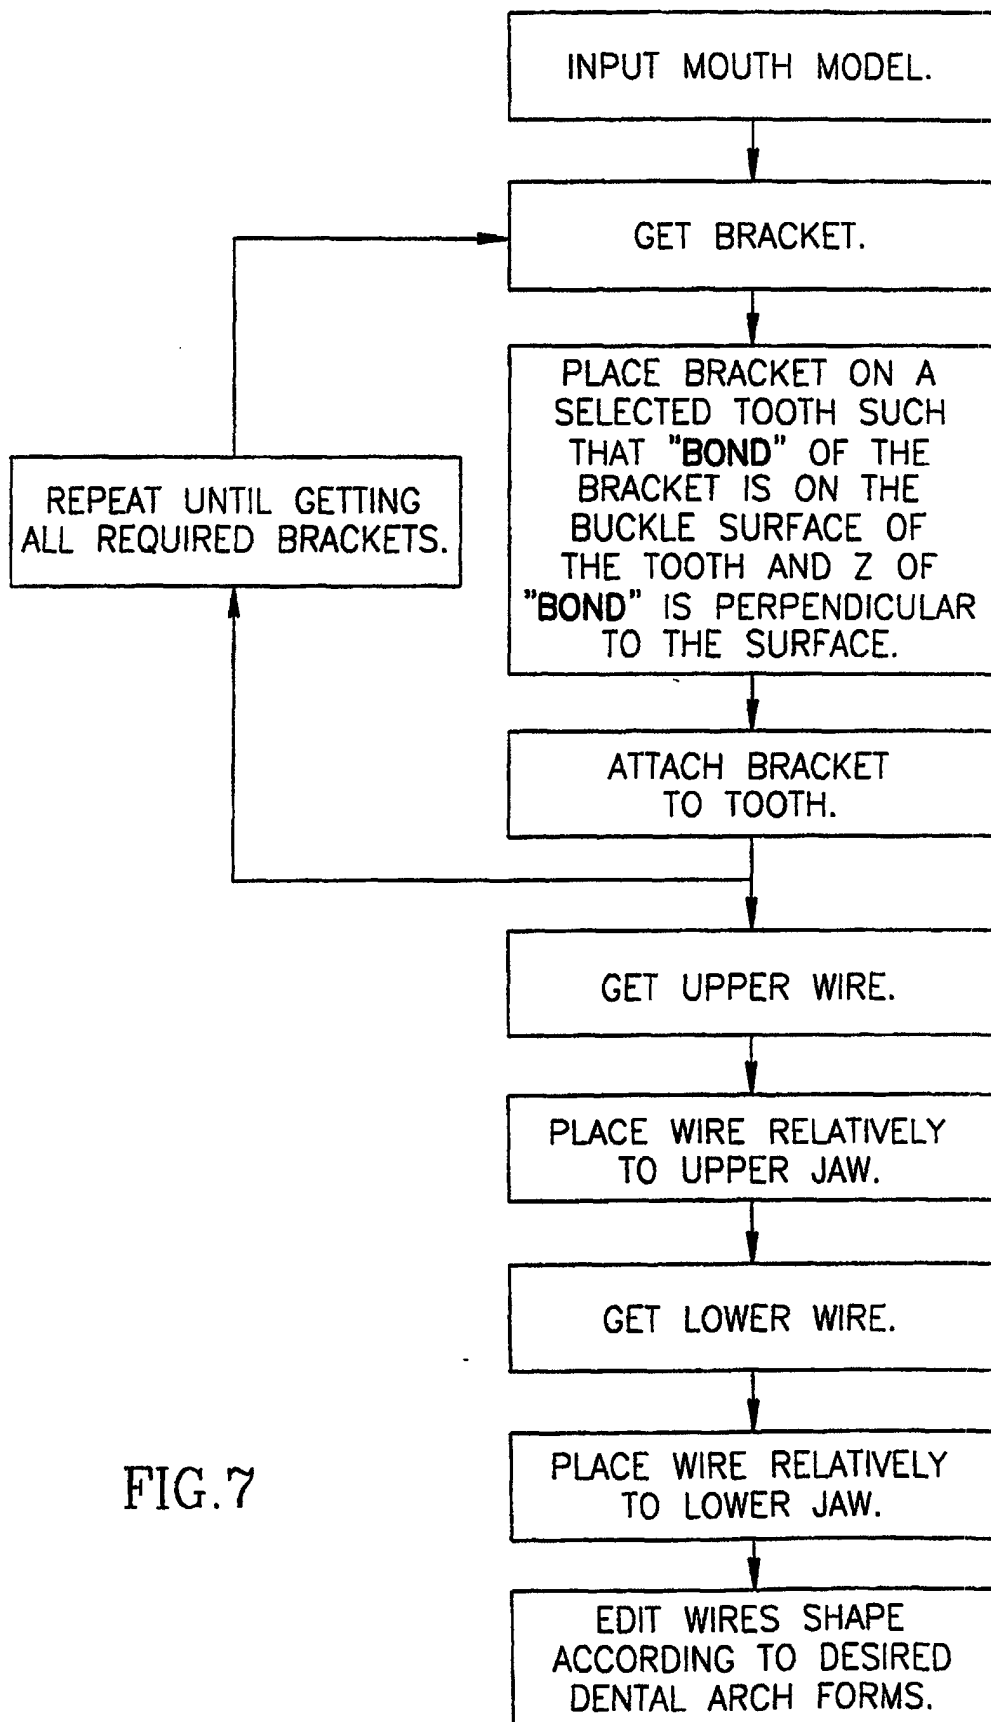 INPUT MOUTH MODEL.
GET BRACKET.
PLACE BRACKET ON A
SELECTED TOOTH SUCH
THAT "BOND" OF THE
BRACKET IS ON THE
BUCKLE SURFACE OF
THE TOOTH AND Z OF
"BOND" IS PERPENDICULAR
TO THE SURFACE.
REPEAT UNTIL GETTING
ALL REQUIRED BRACKETS.
ATTACH BRACKET
TO TOOTH.
GET UPPER WIRE.
PLACE WIRE RELATIVELY
TO UPPER JAW.
GET LOWER WIRE.
PLACE WIRE RELATIVELY
TO LOWER JAW.
EDIT WIRES SHAPE
ACCORDING TO DESIRED
DENTAL ARCH FORMS.
FIG.7